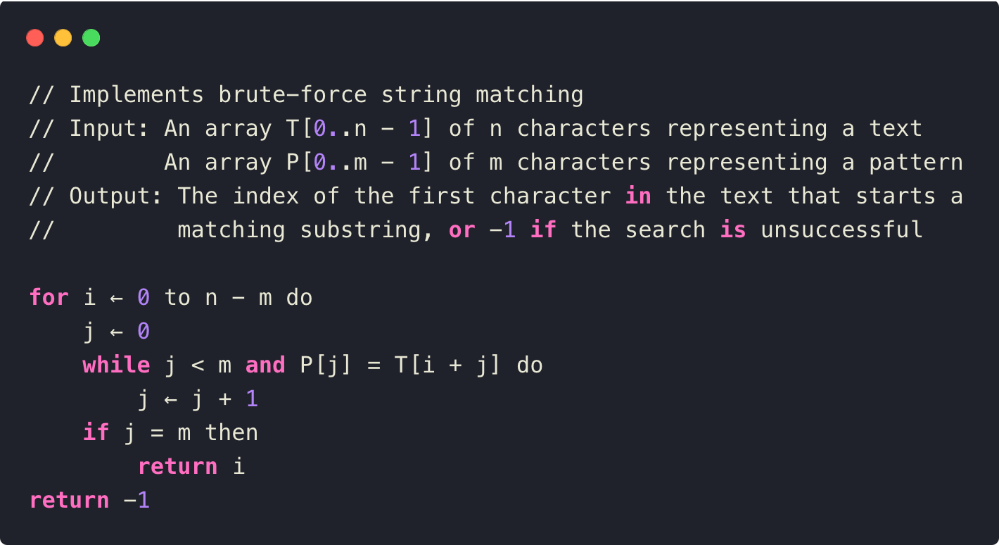 // Implements brute-force string matching
// Input: An array T[0..n - 1] of n characters representing a text
//        An array P[0..m - 1] of m characters representing a pattern
// Output: The index of the first character in the text that starts a
//         matching substring, or -1 if the search is unsuccessful

for i ← 0 to n - m do
    j ← 0
    while j < m and P[j] = T[i + j] do
        j ← j + 1
    if j = m then
        return i
return -1